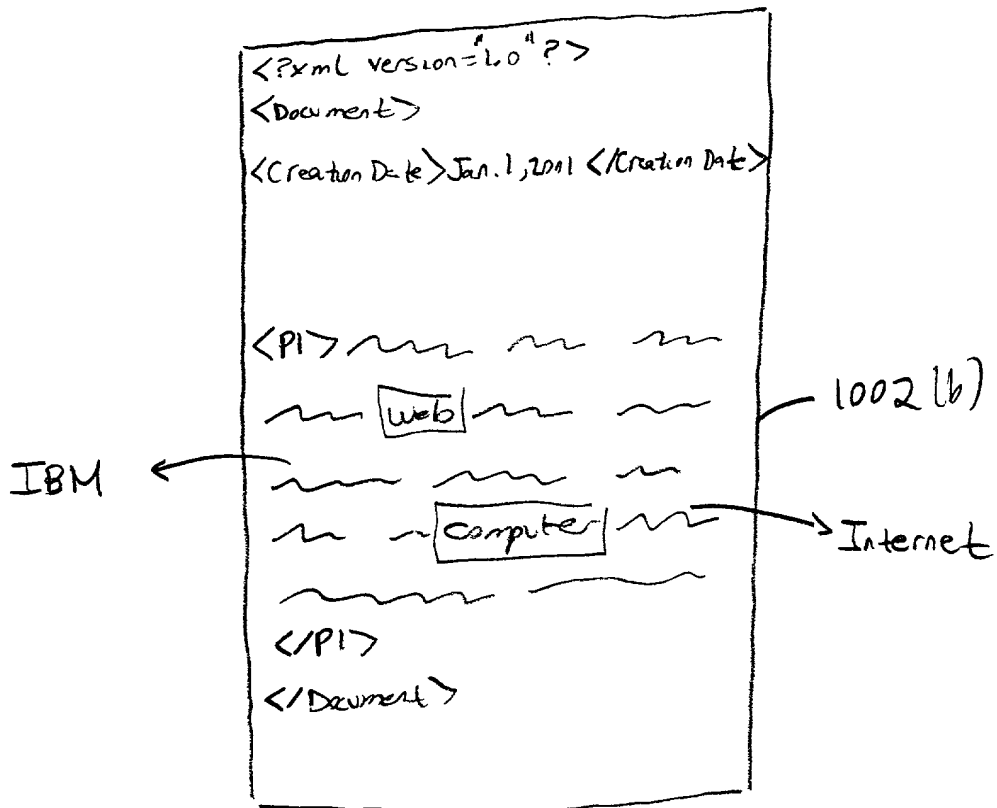 <?xml version="1.0"?>
<Document>
<Creation Date>Jan. 1, 2001 </Creation Date>
<P1>
web
1002 (b)
IBM
computer
Internet
</P1>
</Document>